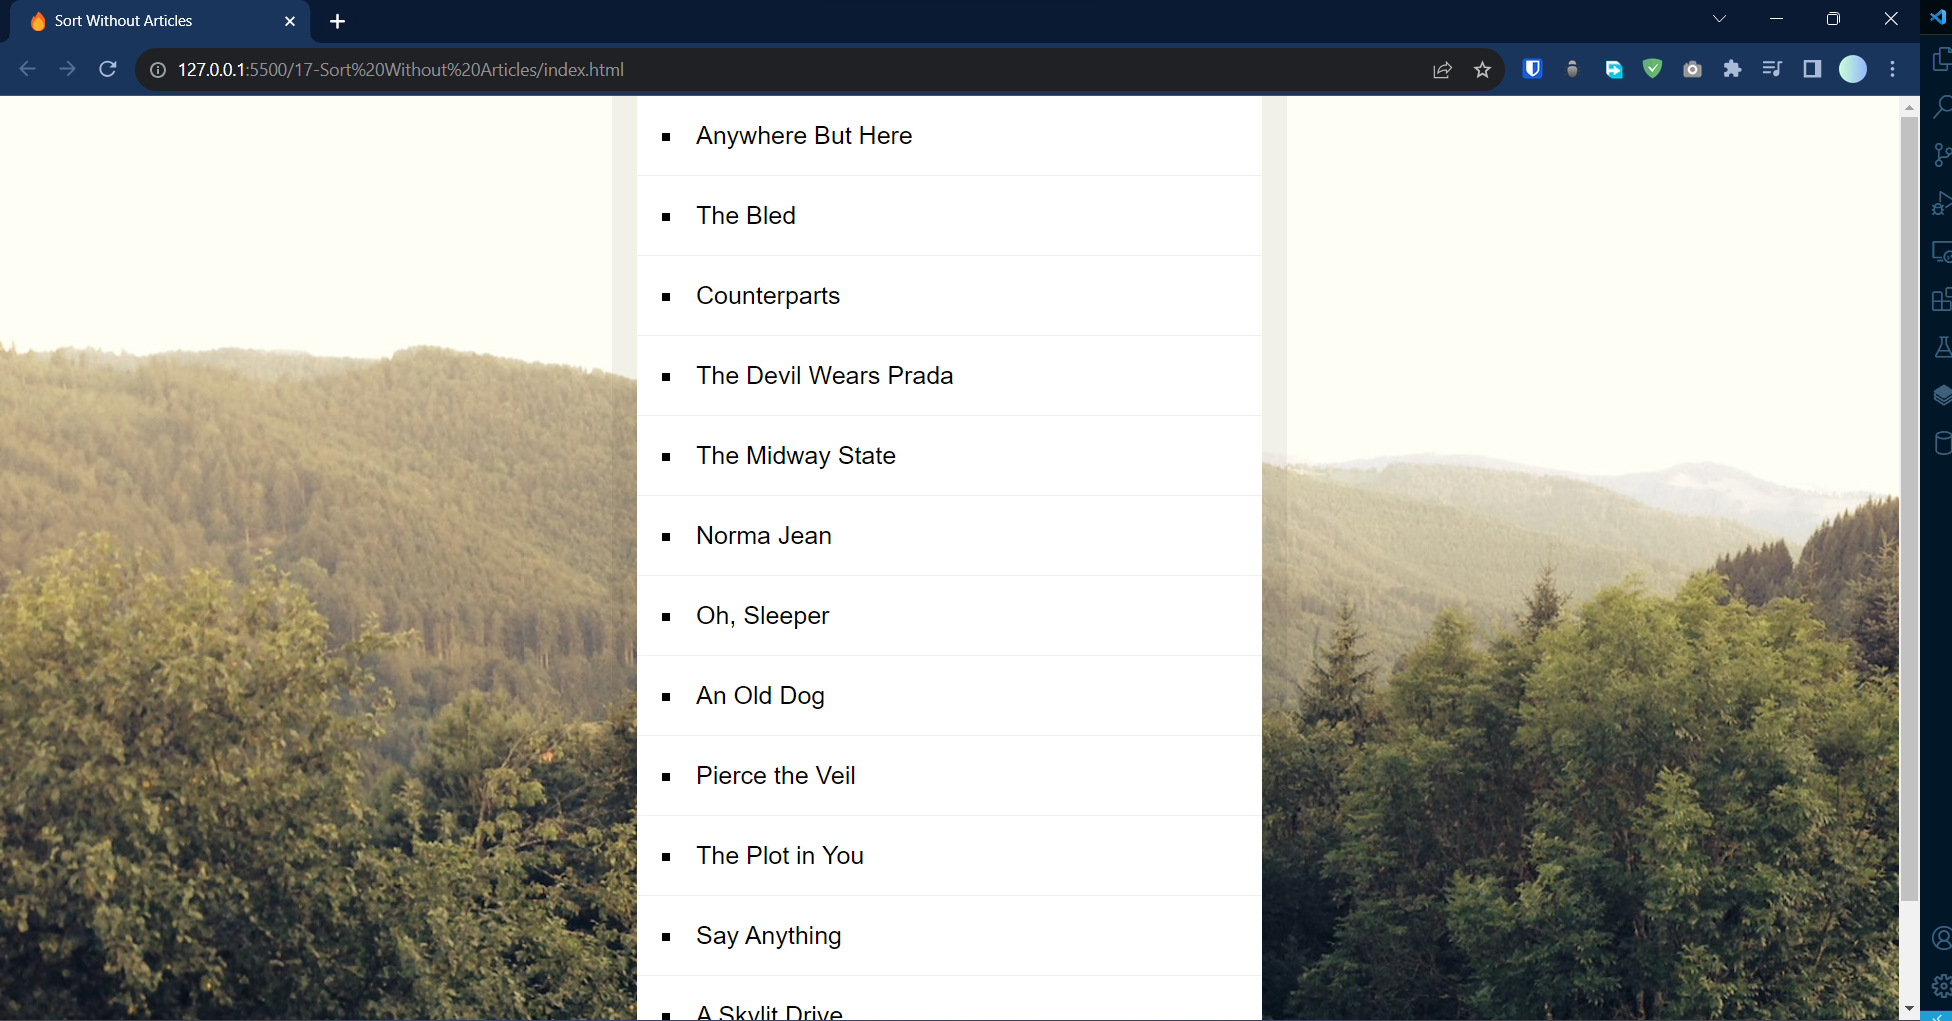 Sort Without Articles
127.0.0.1:5500/17-Sort%20Without%20Articles/index.html
Anywhere But Here
The Bled
Counterparts
The Devil Wears Prada
The Midway State
Norma Jean
Oh, Sleeper
An Old Dog
Pierce the Veil
The Plot in You
Say Anything
A Skylit Drive